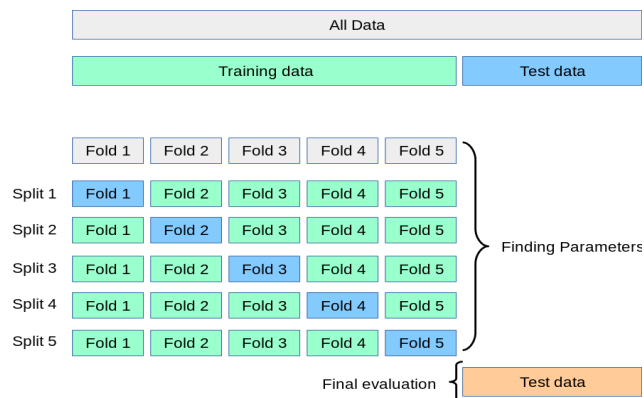 All Data
Training data Test data
Fold 1 Fold 2 Fold 3 Fold 4 Fold 5
Split 1 Fold 1 Fold 2 Fold 3 Fold 4 Fold 5
Split 2 Fold 1 Fold 2 Fold 3 Fold 4 Fold 5
Finding Parameters
Split 3 Fold 1 Fold 2 Fold 3 Fold 4 Fold 5
Split 4 Fold 1 Fold 2 Fold 3 Fold 4 Fold 5
Split 5 Fold 1 Fold 2 Fold 3 Fold 4 Fold 5
Final evaluation Test data